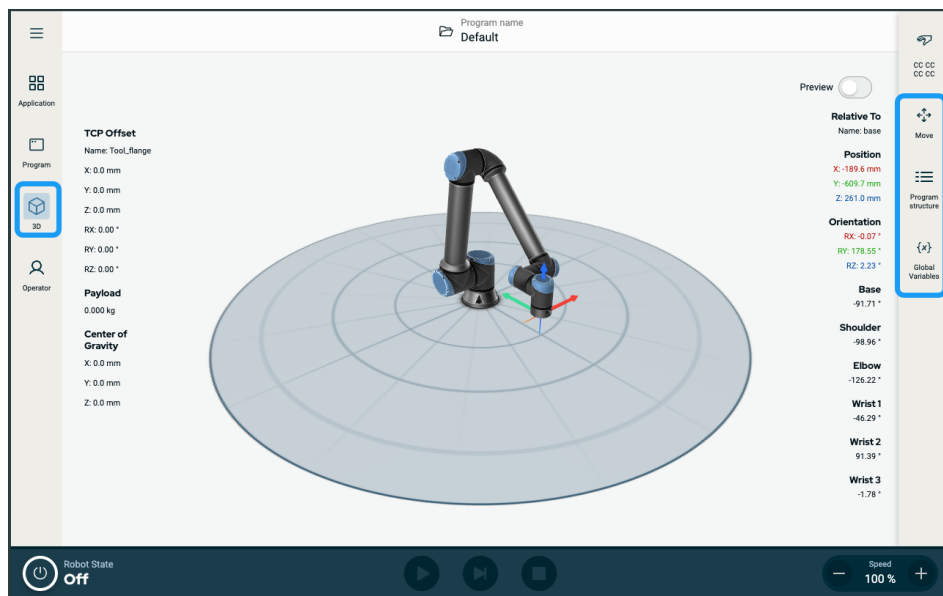 Program name
Default
Application
Program
3D
Operator
TCP Offset
Name: Tool_flange
X: 0.0 mm
Y: 0.0 mm
Z: 0.0 mm
RX: 0.00 °
RY: 0.00 °
RZ: 0.00 °
Payload
0.000 kg
Center of
Gravity
X: 0.0 mm
Y: 0.0 mm
Z: 0.0 mm
Preview
Relative To
Name: base
Position
X: -189.6 mm
Y: -609.7 mm
Z: 261.0 mm
Orientation
RX: -0.07 °
RY: 178.55 °
RZ: 2.23 °
Base
-91.71 °
Shoulder
-98.96 °
Elbow
-126.22 °
Wrist 1
-46.29 °
Wrist 2
91.39 °
Wrist 3
-1.78 °
CC CC
CC CC
Move
Program
structure
{x}
Global
Variables
Robot State
Off
Speed
100 %